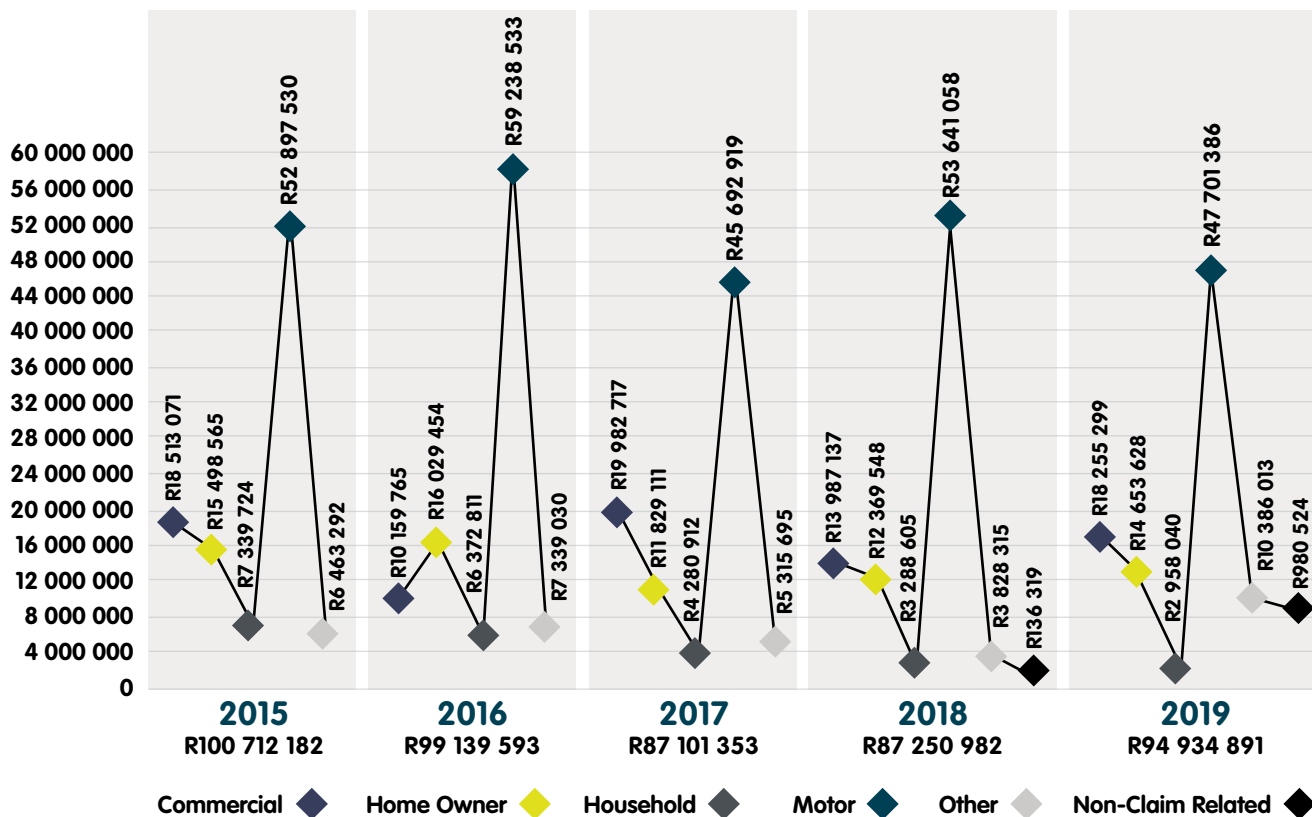 60 000 000
56 000 000
52 000 000
48 000 000
44 000 000
40 000 000
36 000 000
32 000 000
28 000 000
24 000 000
20 000 000
16 000 000
12 000 000
8 000 000
4 000 000
0
R18 513 071
R15 498 565
R7 339 724
R52 897 530
R6 463 292
R10 159 765
R16 029 454
R6 372 811
R59 238 533
R7 339 030
R19 982 717
R11 829 111
R4 280 912
R45 692 919
R5 315 695
R13 987 137
R12 369 548
R3 288 605
R53 641 058
R3 828 315
R136 319
R18 255 299
R14 653 628
R2 958 040
R47 701 386
R10 386 013
R980 524
2015
R100 712 182
2016
R99 139 593
2017
R87 101 353
2018
R87 250 982
2019
R94 934 891
Commercial
Home Owner
Household
Motor
Other
Non-Claim Related